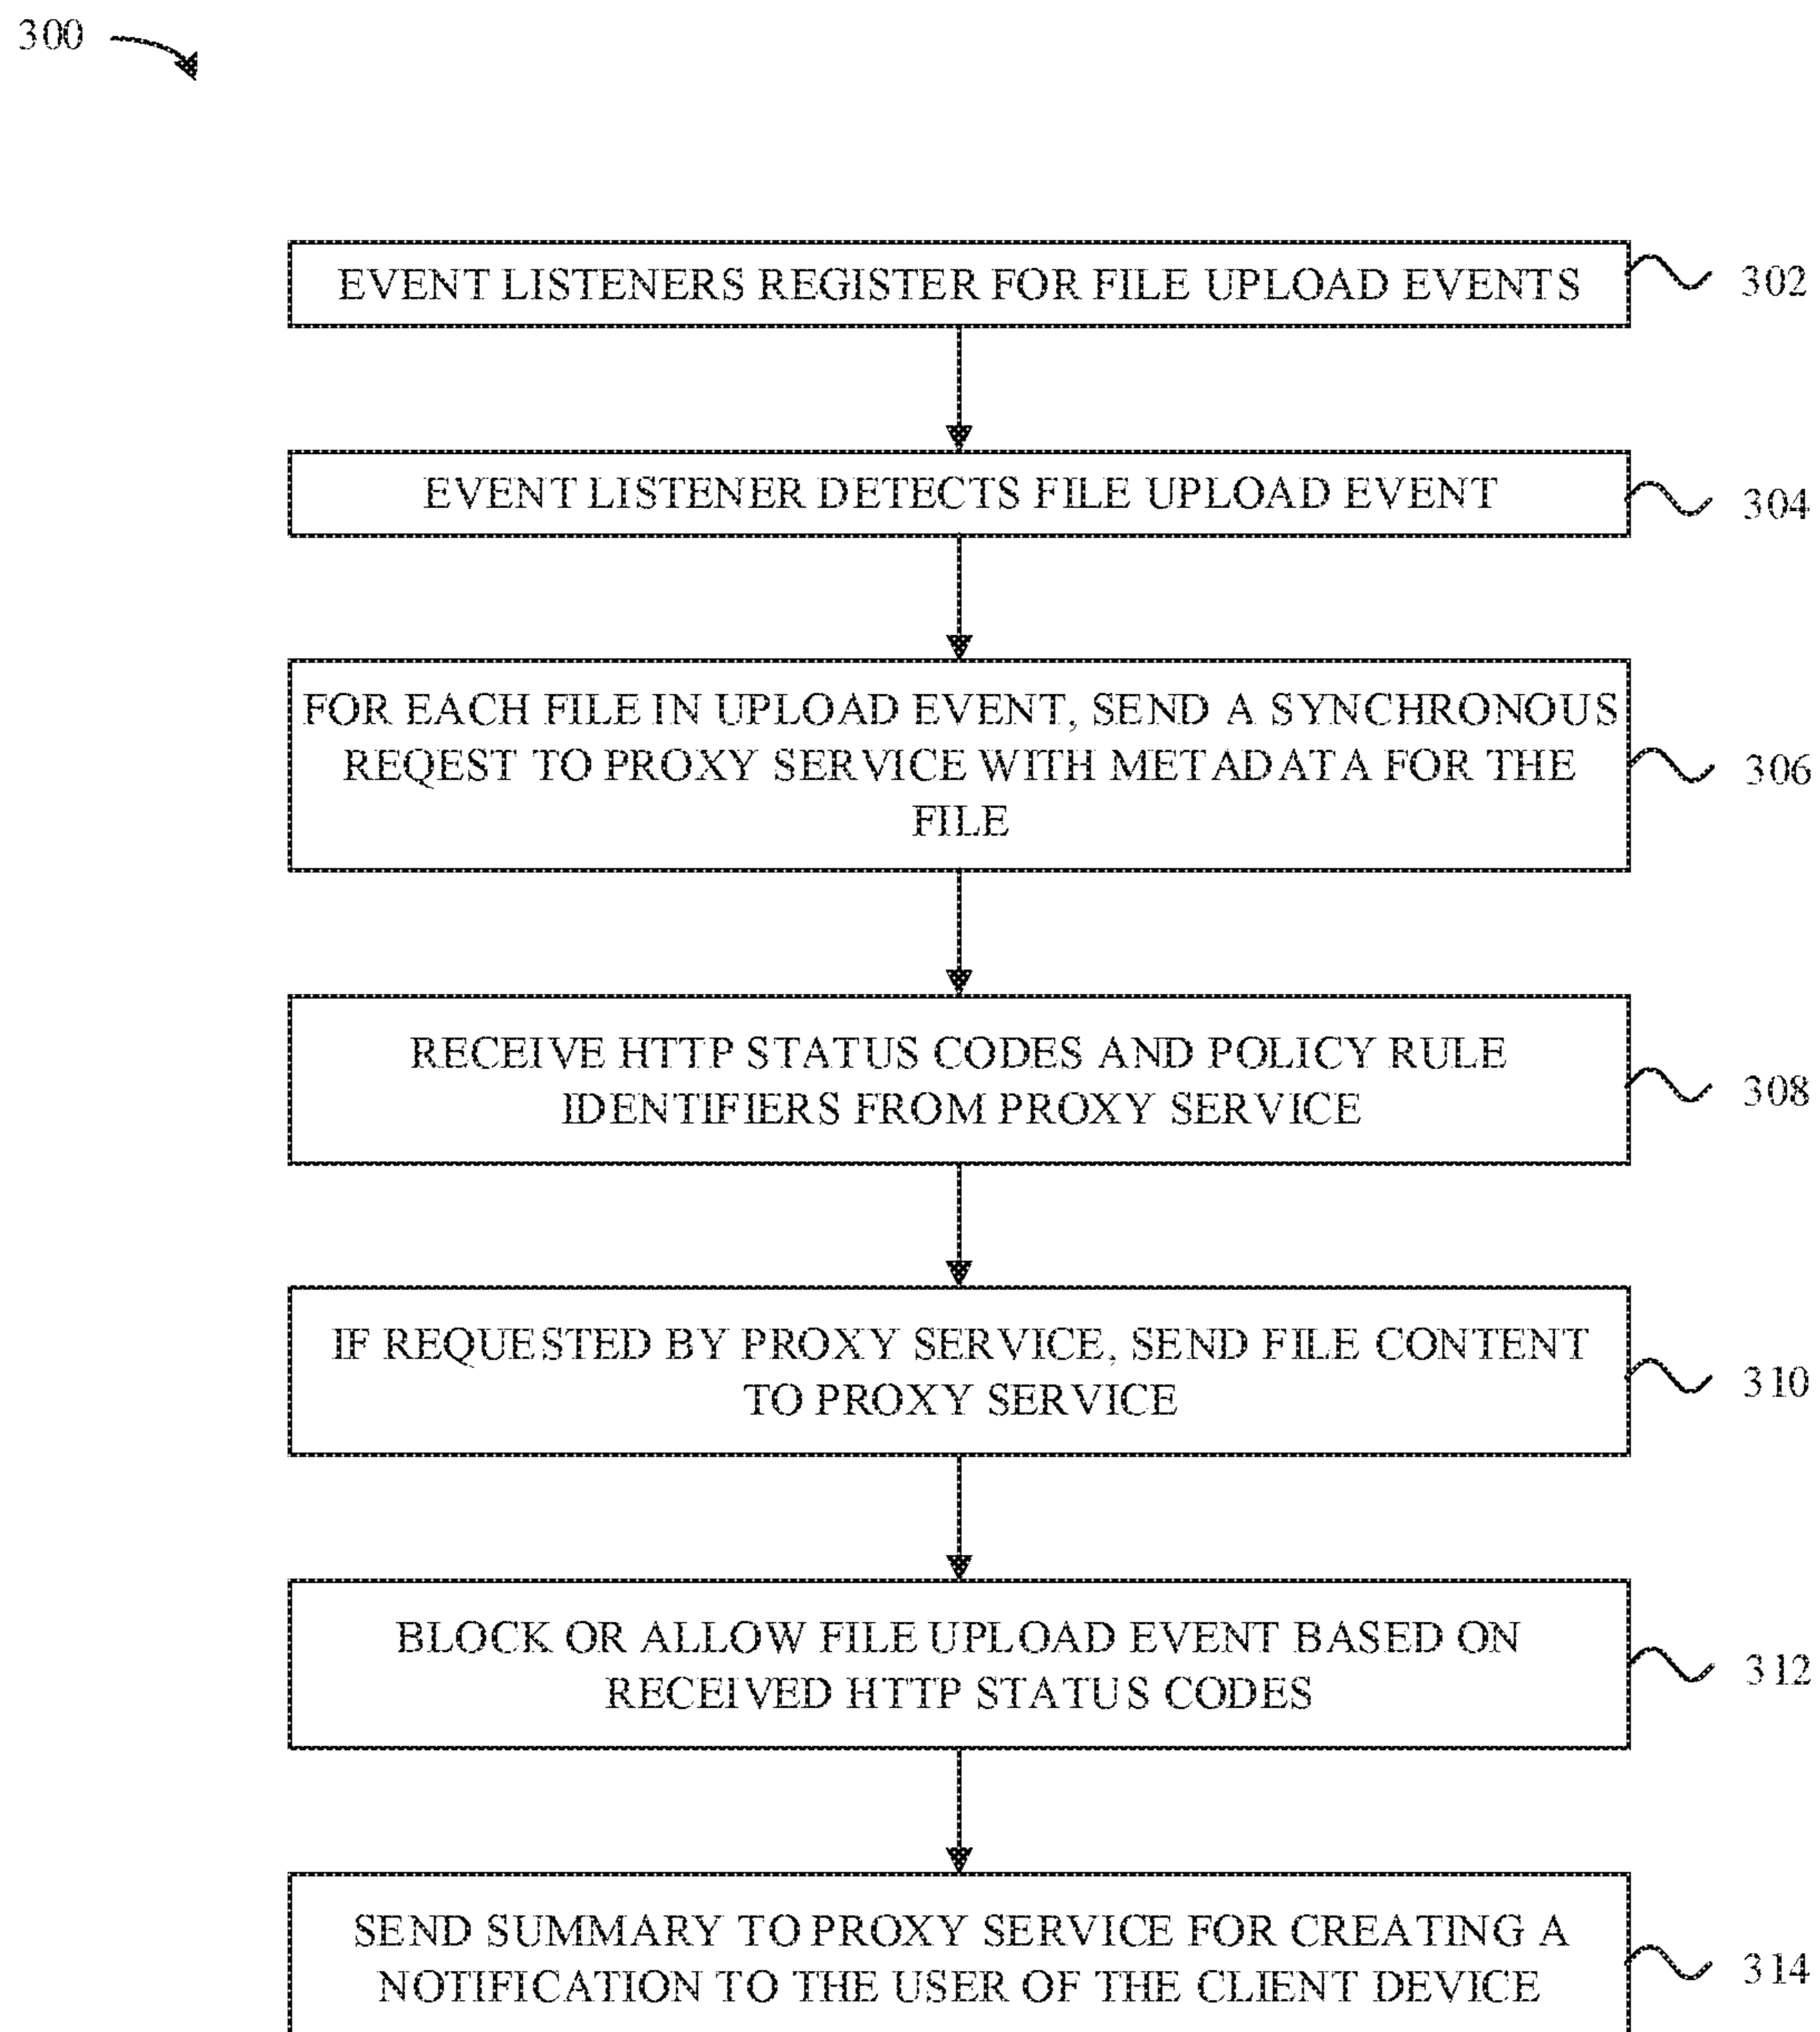 300
EVENT LISTENERS REGISTER FOR FILE UPLOAD EVENTS
302
EVENT LISTENER DETECTS FILE UPLOAD EVENT
304
FOR EACH FILE IN UPLOAD EVENT, SEND A SYNCHRONOUS
REQEST TO PROXY SERVICE WITH METADATA FOR THE
FILE
306
RECEIVE HTTP STATUS CODES AND POLICY RULE
IDENTIFIERS FROM PROXY SERVICE
308
IF REQUESTED BY PROXY SERVICE, SEND FILE CONTENT
TO PROXY SERVICE
310
BLOCK OR ALLOW FILE UPLOAD EVENT BASED ON
RECEIVED HTTP STATUS CODES
312
SEND SUMMARY TO PROXY SERVICE FOR CREATING A
NOTIFICATION TO THE USER OF THE CLIENT DEVICE
314